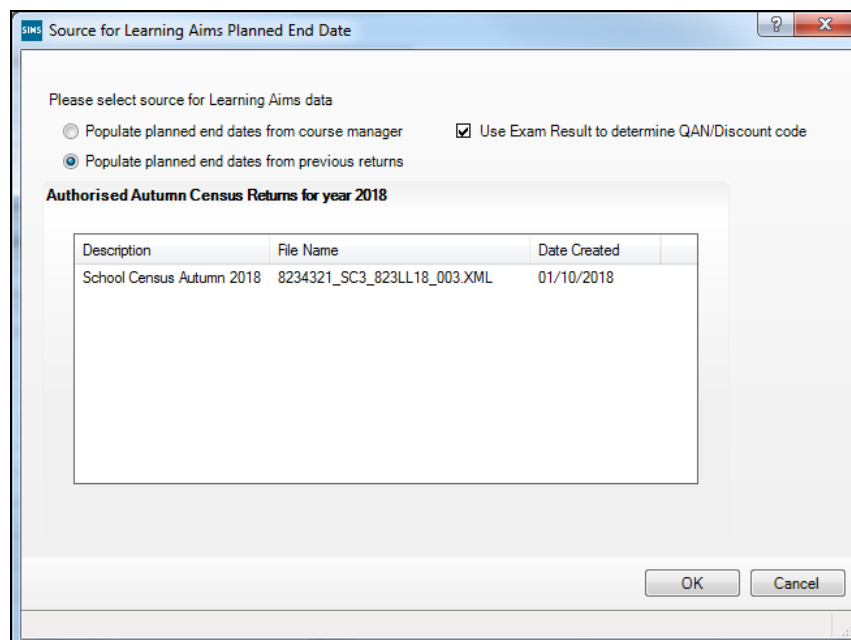 SIMS Source for Learning Aims Planned End Date ? X
Please select source for Learning Aims data
Populate planned end dates from course manager Use Exam Result to determine QAN/Discount code
Populate planned end dates from previous returns
Authorised Autumn Census Returns for year 2018
Description File Name Date Created
School Census Autumn 2018 8234321_SC3_823LL18_003.XML 01/10/2018
OK Cancel